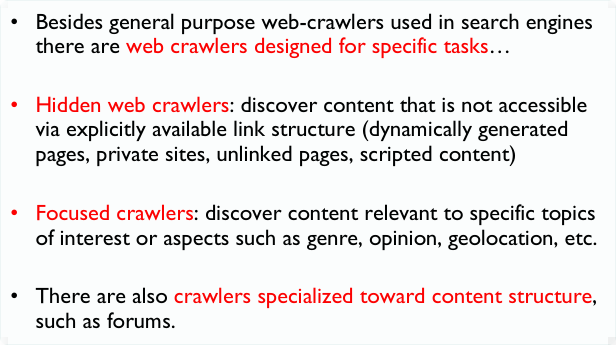 • Besides general purpose web-crawlers used in search engines
there are web crawlers designed for specific tasks…
• Hidden web crawlers: discover content that is not accessible
via explicitly available link structure (dynamically generated
pages, private sites, unlinked pages, scripted content)
• Focused crawlers: discover content relevant to specific topics
of interest or aspects such as genre, opinion, geolocation, etc.
• There are also crawlers specialized toward content structure,
such as forums.